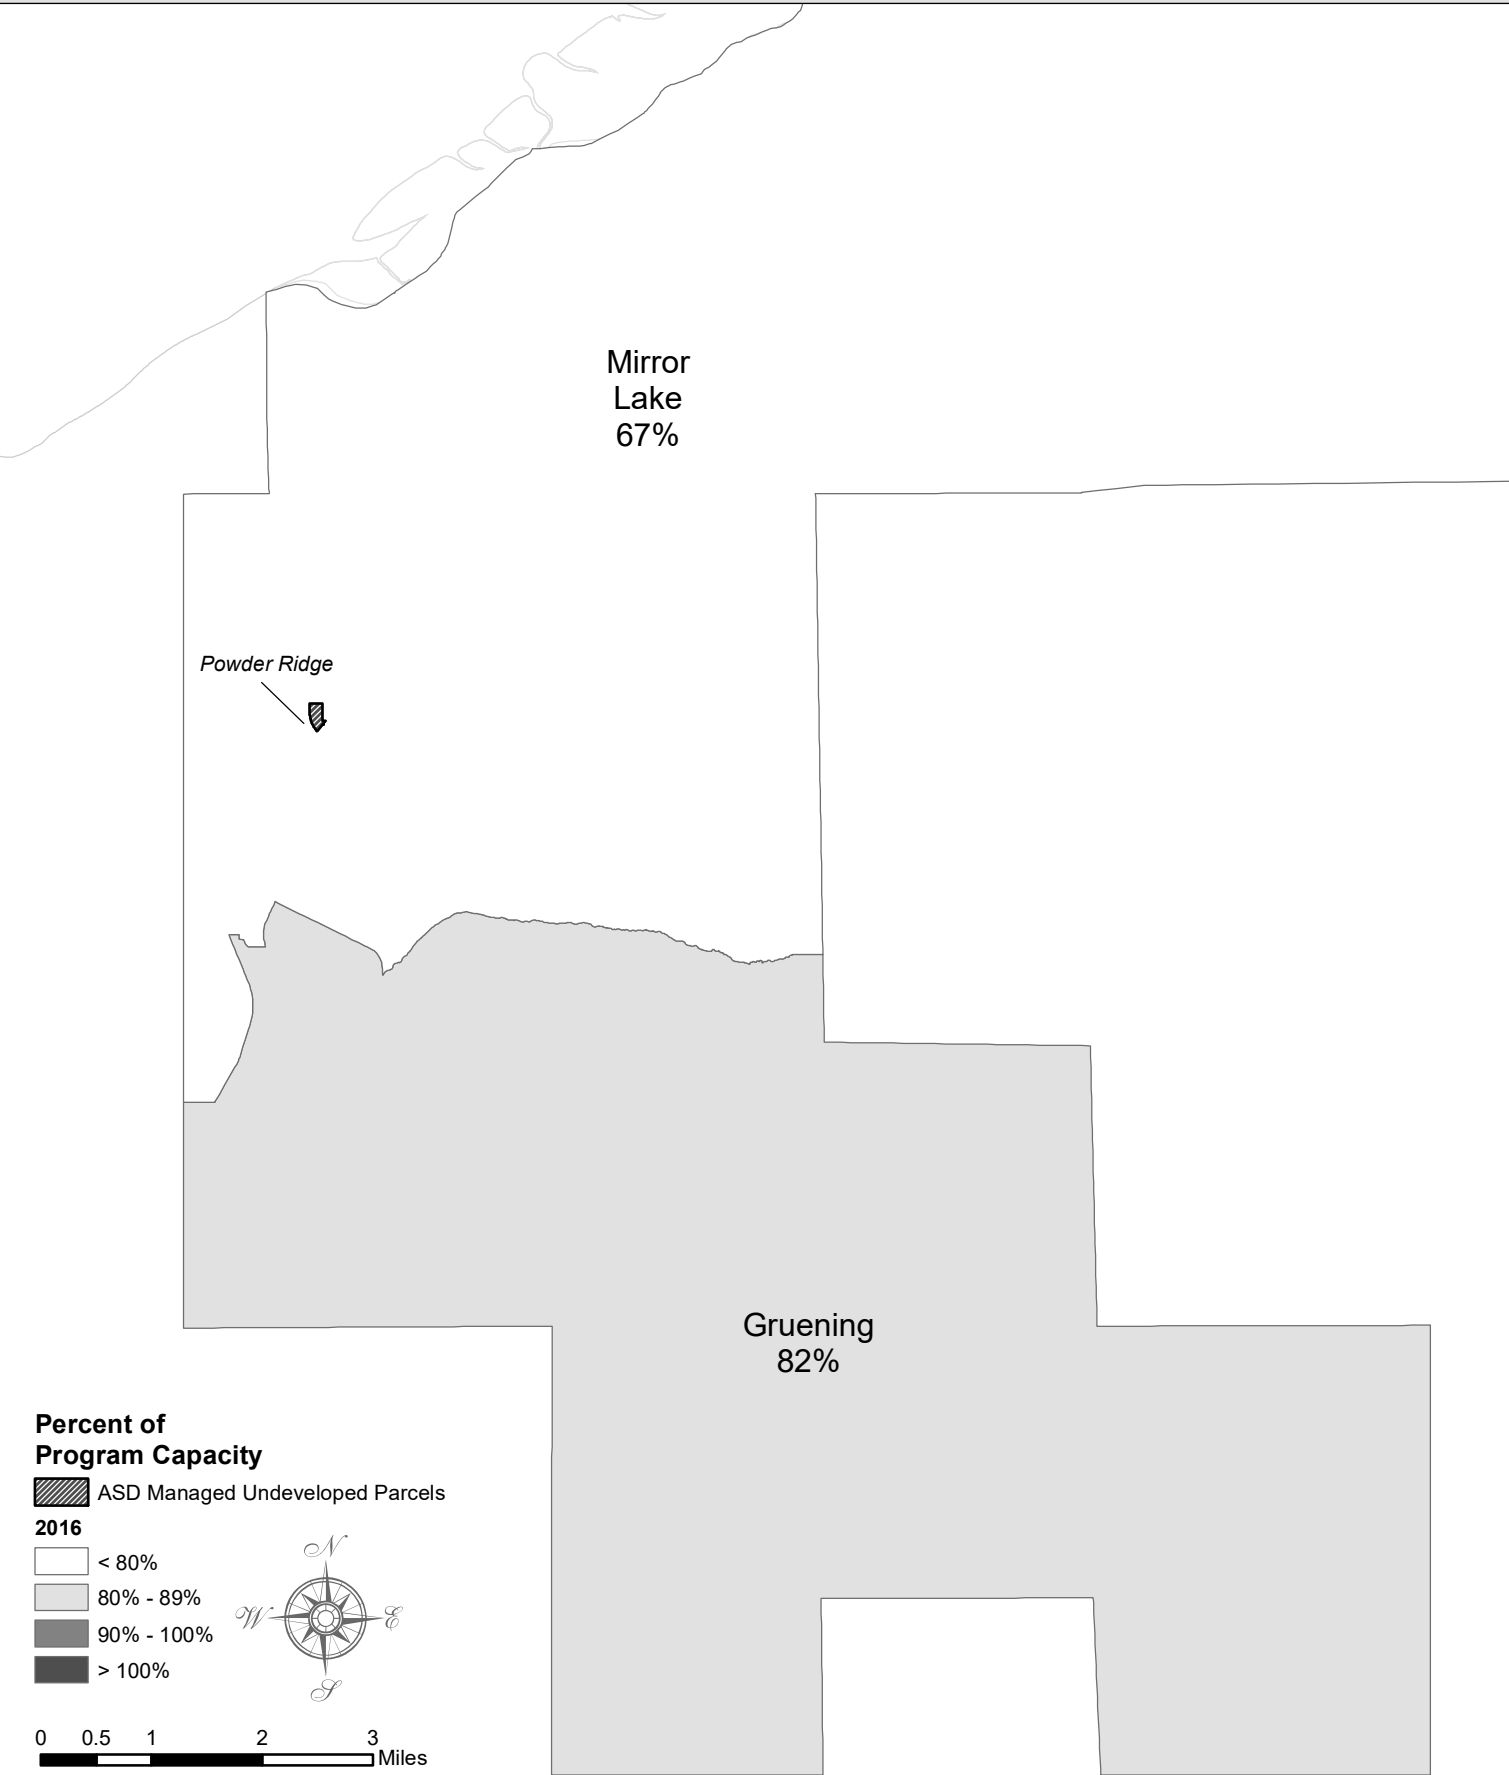 Mirror
Lake
67%
Powder Ridge
Gruening
82%
Percent of
Program Capacity
ASD Managed Undeveloped Parcels
2016
< 80%
80% - 89%
90% - 100%
> 100%
N
W
E
S
0 0.5 1 2 3
Miles